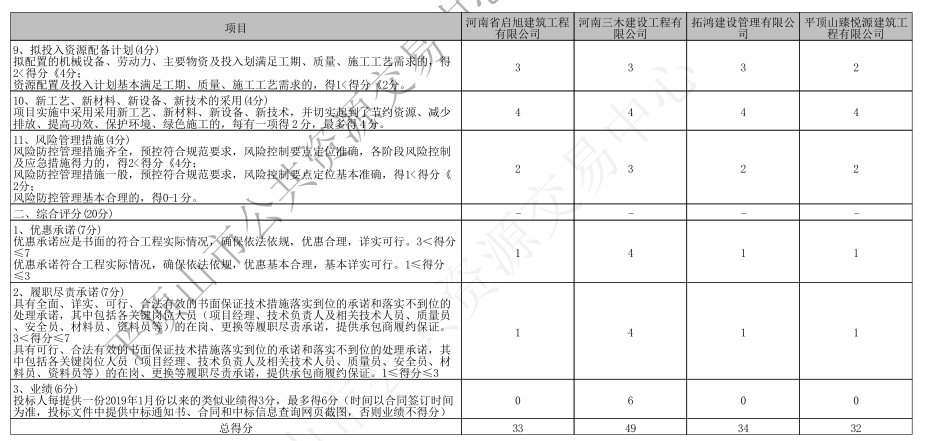 项目
河南省启旭建筑工程
有限公司
河南三木建设工程有
限公司
拓鸿建设管理有限公
司
平顶山臻悦源建筑工
程有限公司
9、拟投入资源配备计划(4分)
拟配置的机械设备、劳动力、主要物资及投入划满足工期、质量、施工工艺需求的，得
2<得分《4分；
资源配置及投入计划基本满足工期、质量、施工工艺需求的，得1<得分《2分。
3
3
3
2
10、新工艺、新材料、新设备、新技术的采用(4分)
项目实施中采用采用新工艺、新材料、新设备、新技术，并切实起到了节约资源、减少
排放、提高功效、保护环境、绿色施工的，每有一项得2分，最多得4分。
4
4
4
4
11、风险管理措施(4分)
风险防控管理措施齐全，预控符合规范要求，风险控制要点定位准确，各阶段风险控制
及应急措施得力的，得2<得分《4分；
风险防控管理措施一般，预控符合规范要求，风险控制要点定位基本准确，得1<得分《
2分；
风险防控管理基本合理的，得0-1分。
2
3
2
2
二、综合评分(20分)
-
-
-
-
1、优惠承诺(7分)
优惠承诺应是书面的符合工程实际情况，确保依法依规，优惠合理，详实可行。3＜得分
≤7
优惠承诺符合工程实际情况，确保依法依规，优惠基本合理，基本详实可行。1≤得分
≤3
1
4
1
1
2、履职尽责承诺(7分)
具有全面、详实、可行、合法有效的书面保证技术措施落实到位的承诺和落实不到位的
处理承诺，其中包括各关键岗位人员（项目经理、技术负责人及相关技术人员、质量员
、安全员、材料员、资料员等）的在岗、更换等履职尽责承诺，提供承包商履约保证。
3＜得分≤7
具有可行、合法有效的书面保证技术措施落实到位的承诺和落实不到位的处理承诺，其
中包括各关键岗位人员（项目经理、技术负责人及相关技术人员、质量员、安全员、材
料员、资料员等）的在岗、更换等履职尽责承诺，提供承包商履约保证。1≤得分≤3
1
4
1
1
3、业绩(6分)
投标人每提供一份2019年1月份以来的类似业绩得3分，最多得6分（时间以合同签订时间
为准，投标文件中提供中标通知书、合同和中标信息查询网页截图，否则业绩不得分）
0
6
0
0
总得分
33
49
34
32
平顶山市公共资源交易中心